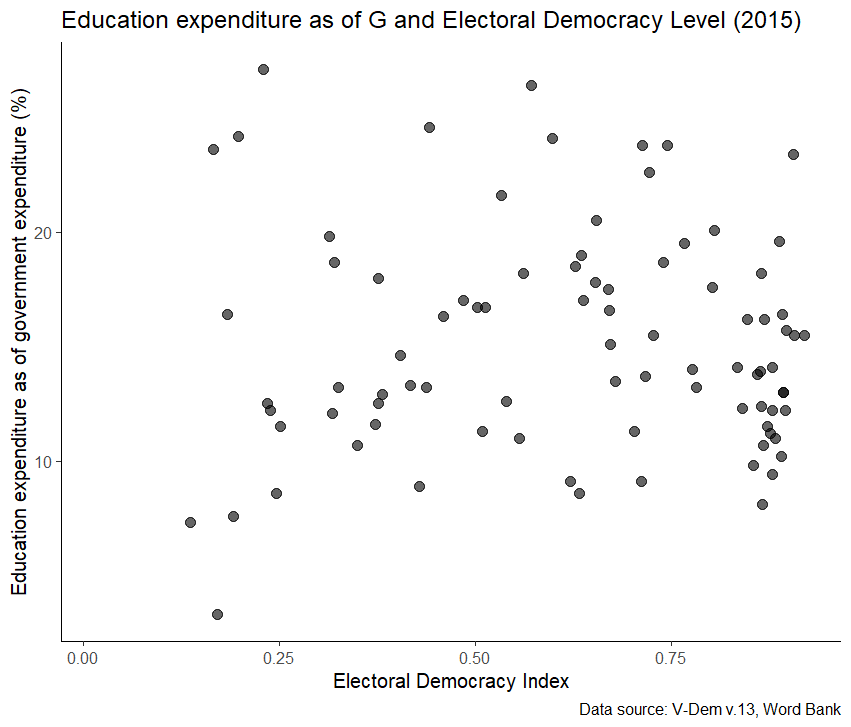 Education expenditure as of G and Electoral Democracy Level (2015)
Education expenditure as of government expenditure (%)
20
10
0.00 0.25 0.50 0.75
Electoral Democracy Index
Data source: V-Dem v.13, Word Bank